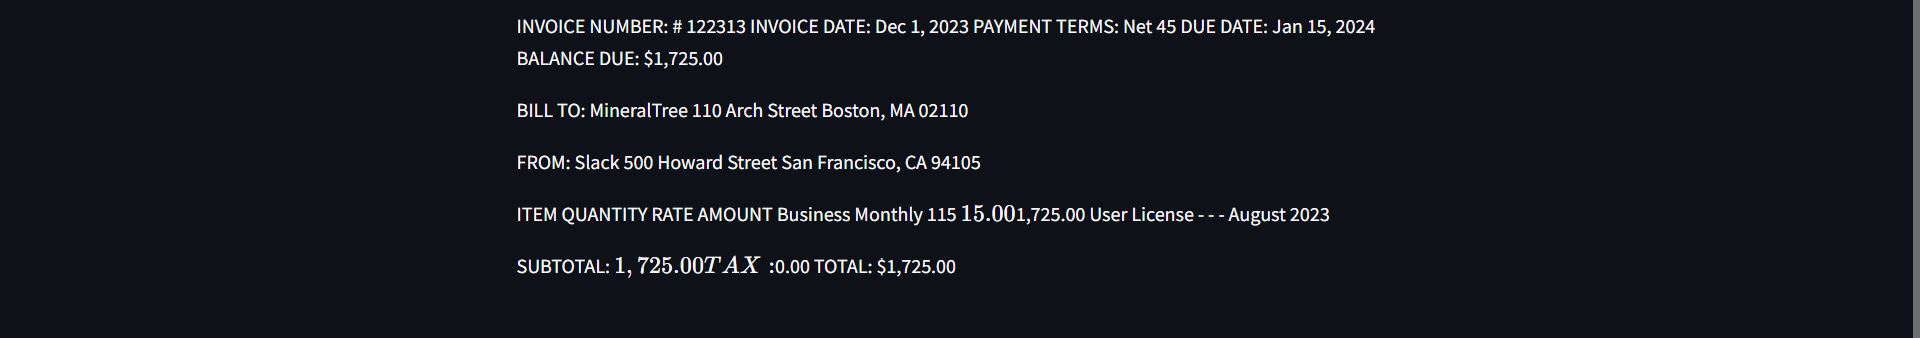 INVOICE NUMBER: # 122313 INVOICE DATE: Dec 1, 2023 PAYMENT TERMS: Net 45 DUE DATE: Jan 15, 2024
BALANCE DUE: $1,725.00
BILL TO: MineralTree 110 Arch Street Boston, MA 02110
FROM: Slack 500 Howard Street San Francisco, CA 94105
ITEM QUANTITY RATE AMOUNT Business Monthly 115 15.001,725.00 User License - - - August 2023
SUBTOTAL: 1, 725.00TAX :0.00 TOTAL: $1,725.00